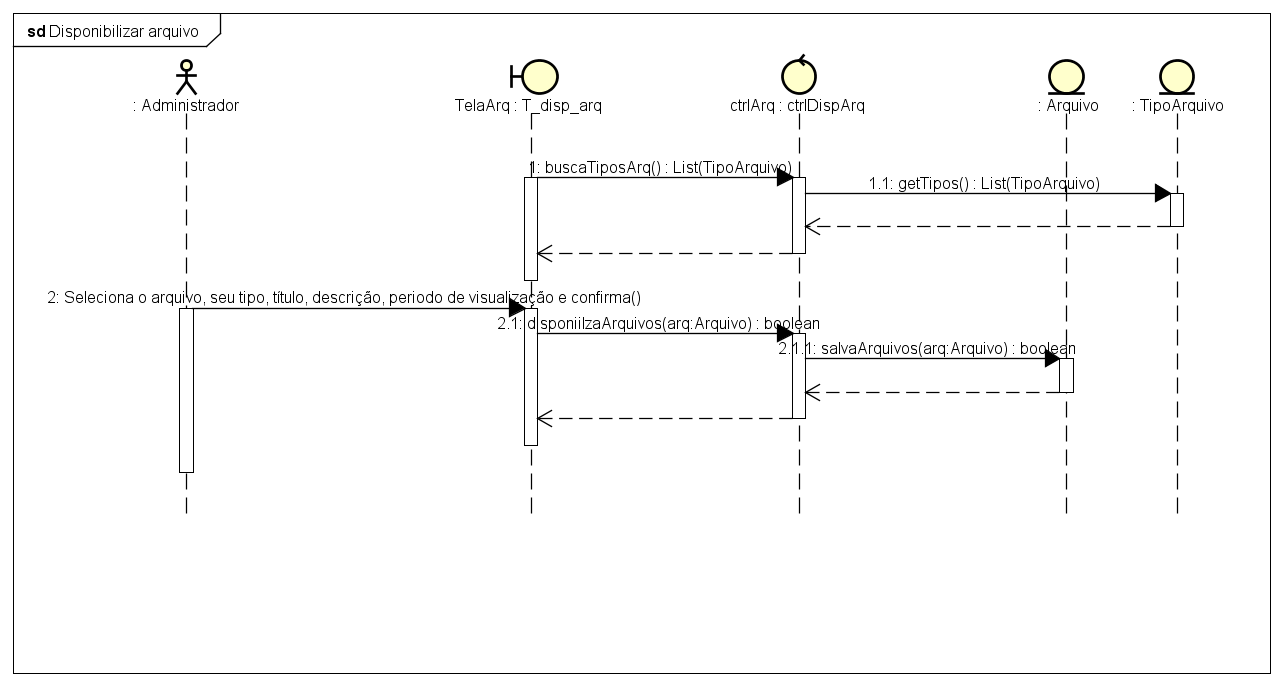 sd Disponibilizar arquivo
: Administrador
TelaArq : T_disp_arq
ctrlArq : ctrlDispArq
: Arquivo
: TipoArquivo
1: buscaTiposArq() : List(TipoArquivo)
1.1: getTipos() : List(TipoArquivo)
2: Seleciona o arquivo, seu tipo, título, descrição, periodo de visualização e confirma()
2.1: disponiilzaArquivos(arq:Arquivo) : boolean
2.1.1: salvaArquivos(arq:Arquivo) : boolean